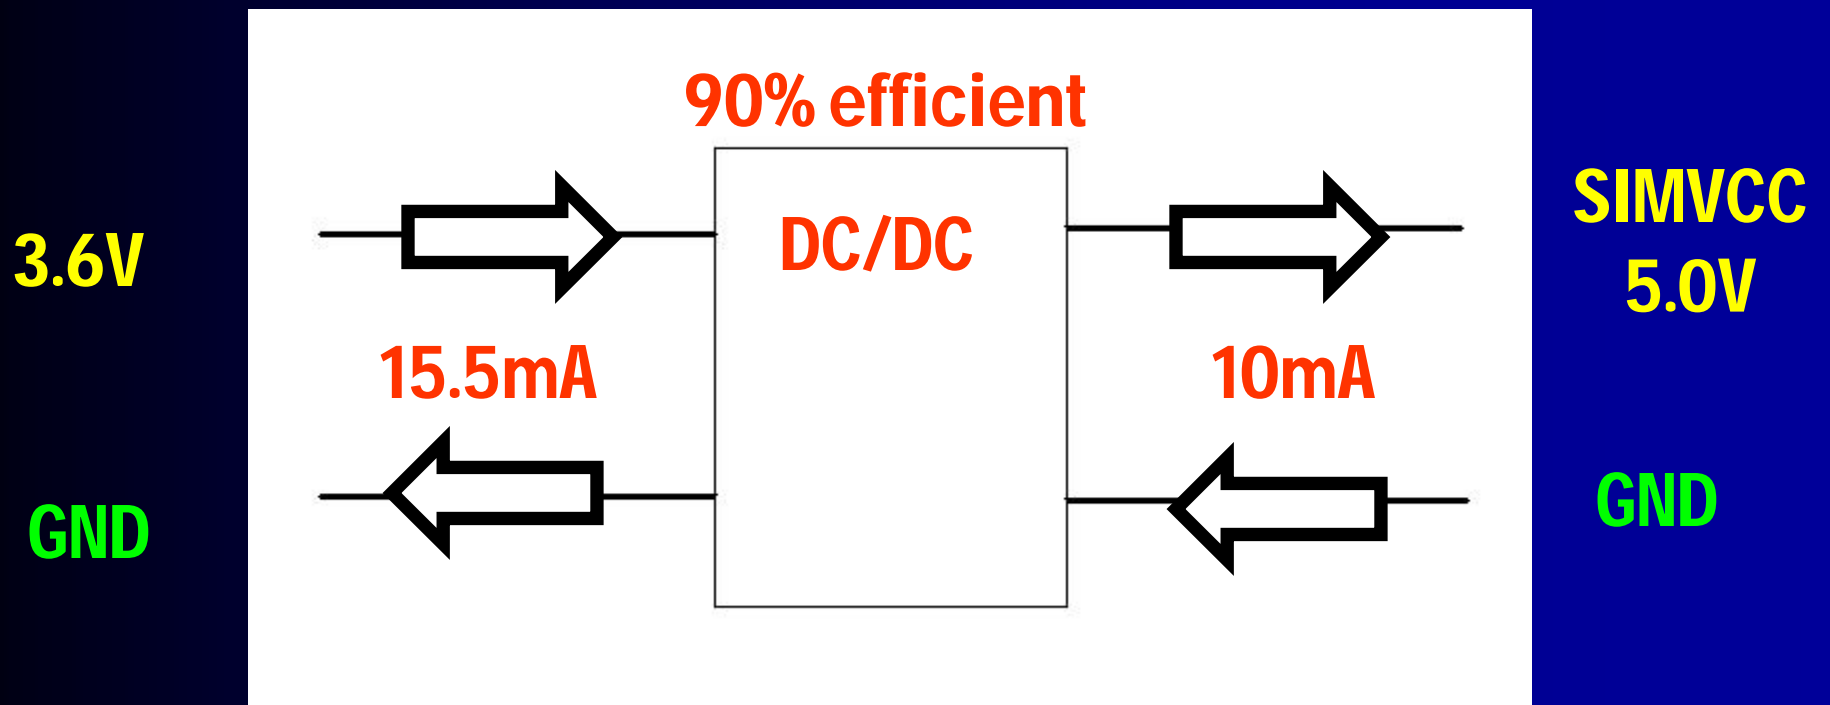 90% efficient
SIMVCC
5.0V
3.6V
DC/DC
15.5mA
10mA
GND
GND